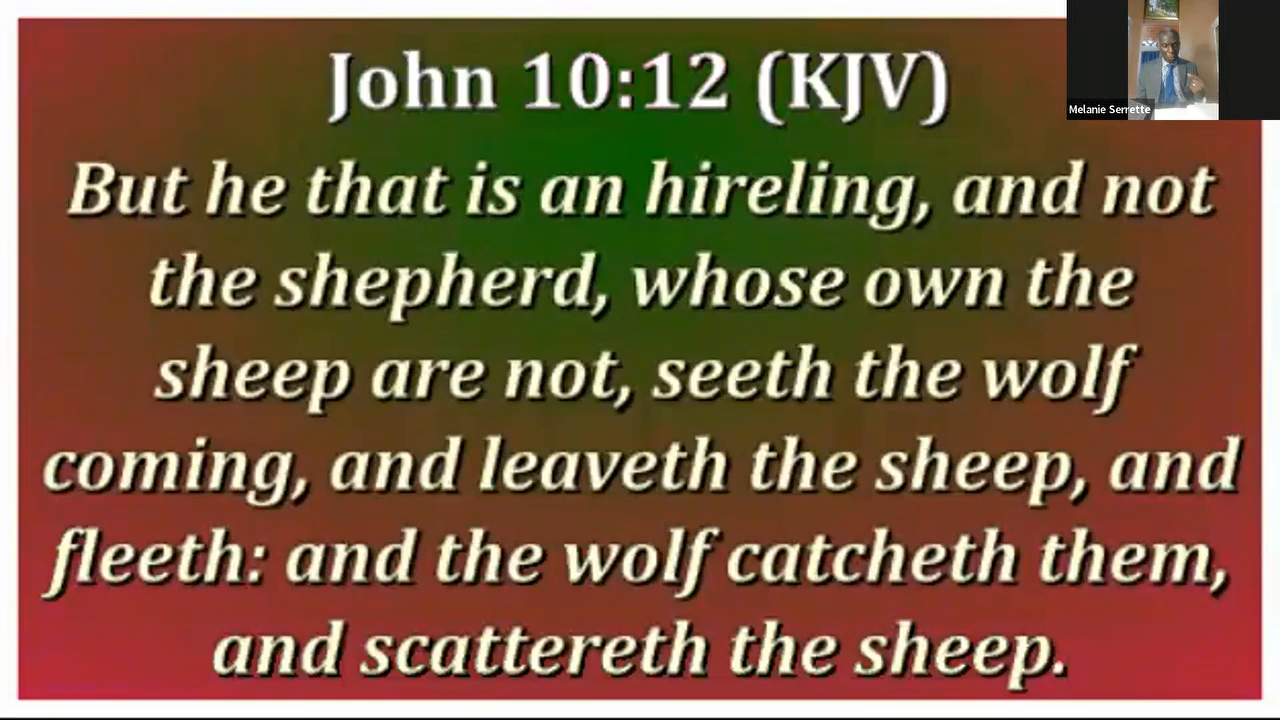 John 10:12 (KJV)
But he that is an hireling, and not
the shepherd, whose own the
sheep are not, seeth the wolf
coming, and leaveth the sheep, and
fleeth: and the wolf catcheth them,
and scattereth the sheep.
Melanie Serrette